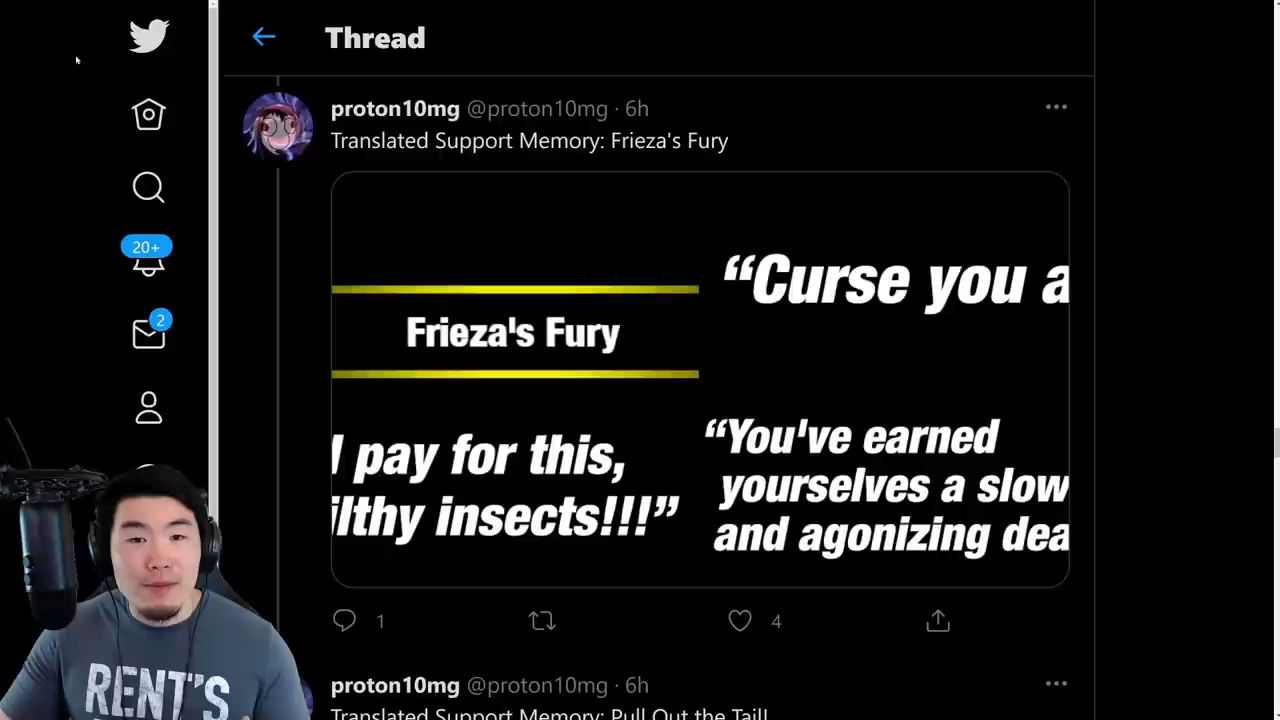 Thread
proton10mg @proton10mg · 6h
Translated Support Memory: Frieza's Fury
“Curse you a
Frieza's Fury
pay for this,
insects!!!”
“You've earned
yourselves a slow
and agonizing
1
4
20+
2
proton10mg @proton10mg · 6h
Translated Support Memory: Pull Out the Tail!
RENT'S